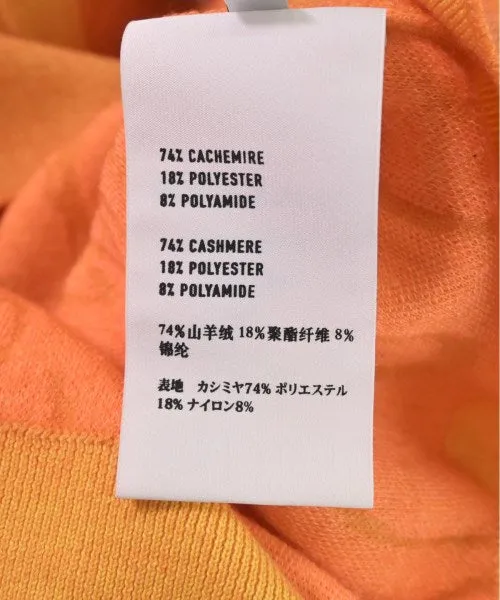 74% CACHEMIRE
18% POLYESTER
8% POLYAMIDE
74% CASHMERE
18% POLYESTER
8% POLYAMIDE
74%山羊绒 18%聚酯纤维 8%
锦纶
表地 カシミヤ74% ポリエステル
18% ナイロン8%